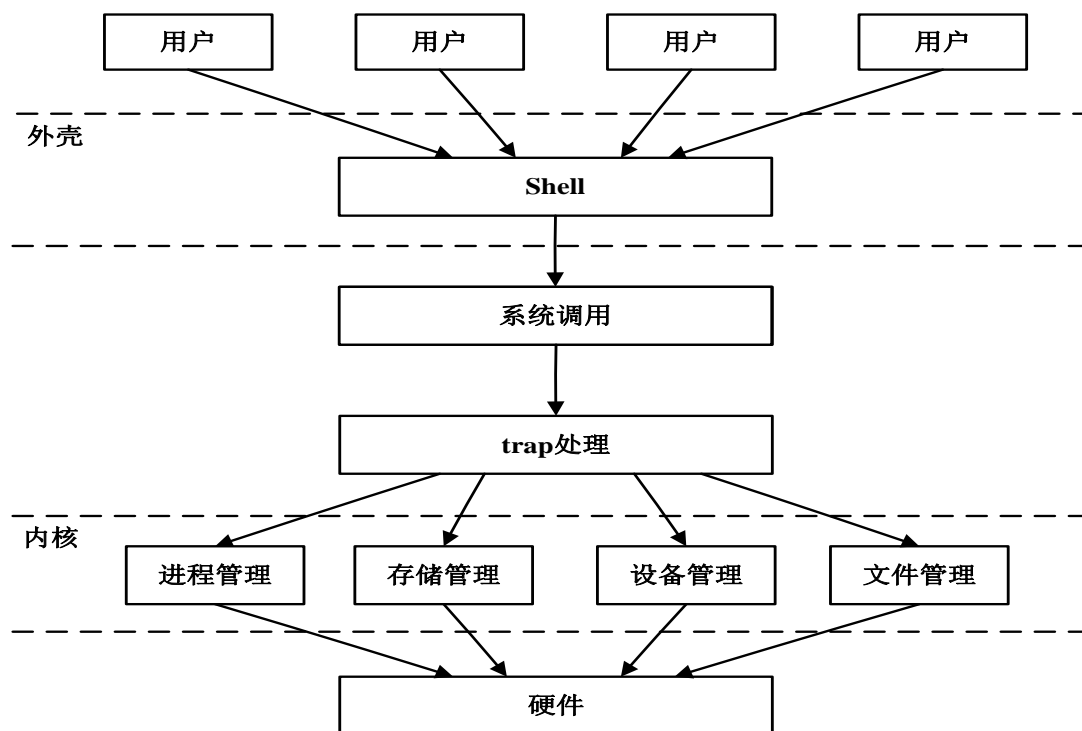 用户 用户 用户 用户
外壳
Shell
系统调用
trap处理
内核
进程管理 存储管理 设备管理 文件管理
硬件